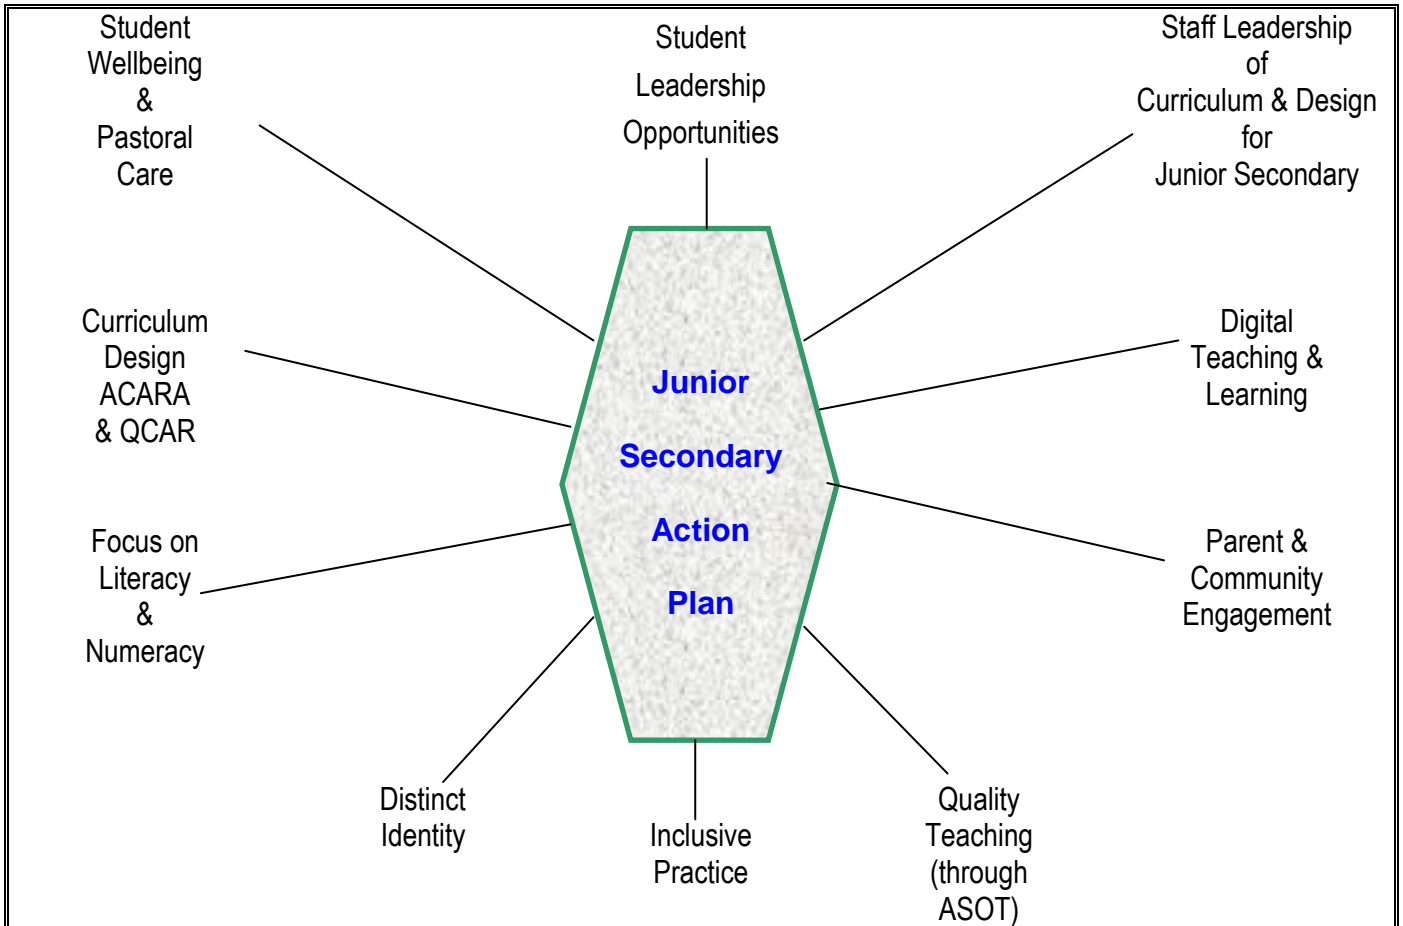 Student
Wellbeing
&
Pastoral
Care
Student
Leadership
Opportunities
Staff Leadership
of
Curriculum & Design
for
Junior Secondary
Curriculum
Design
ACARA
& QCAR
Junior
Secondary
Action
Plan
Digital
Teaching &
Learning
Focus on
Literacy
&
Numeracy
Parent &
Community
Engagement
Distinct
Identity
Inclusive
Practice
Quality
Teaching
(through
ASOT)